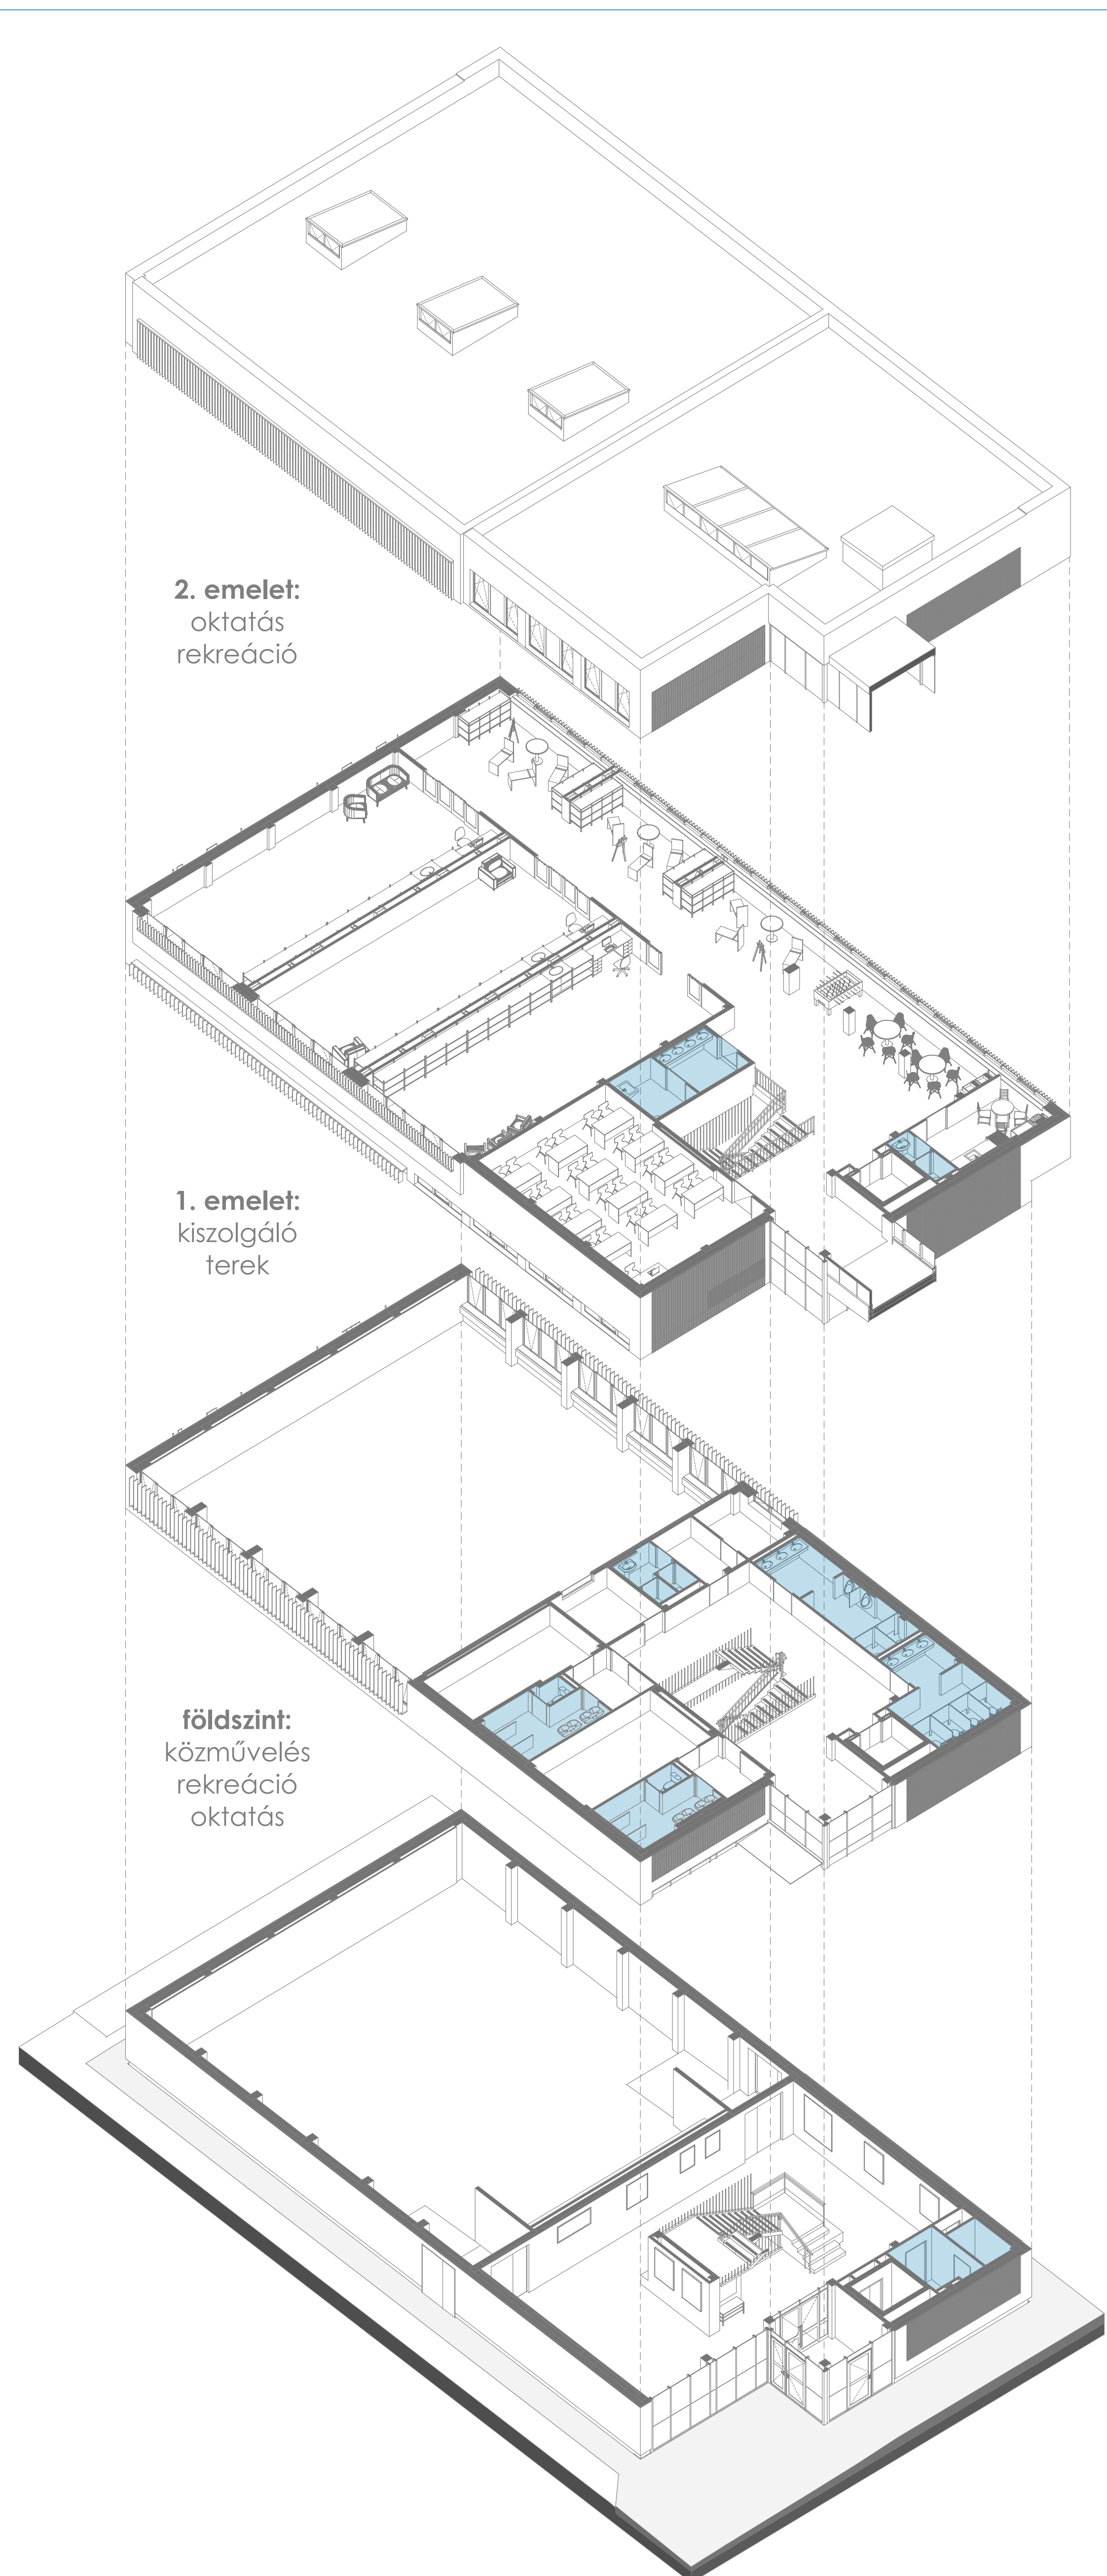 2. emelet:
oktatás
rekreáció
1. emelet:
kiszolgáló
terek
földszint:
közművelés
rekreáció
oktatás